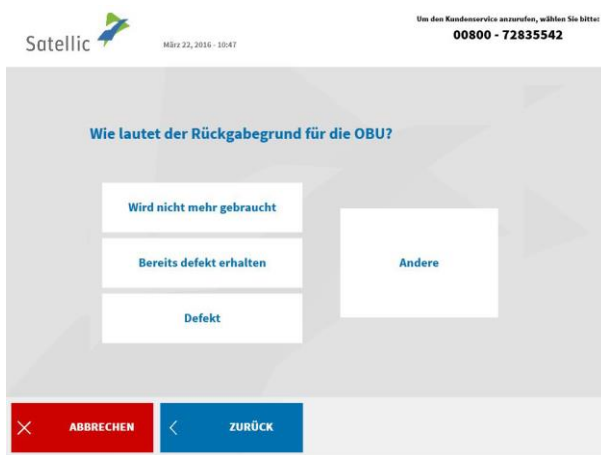 Satellic
März 22, 2016 - 10:47
Um den Kundenservice anzurufen, wählen Sie bitte:
00800 - 72835542
Wie lautet der Rückgabegrund für die OBU?
Wird nicht mehr gebraucht
Bereits defekt erhalten
Defekt
Andere
ABBRECHEN
ZURÜCK